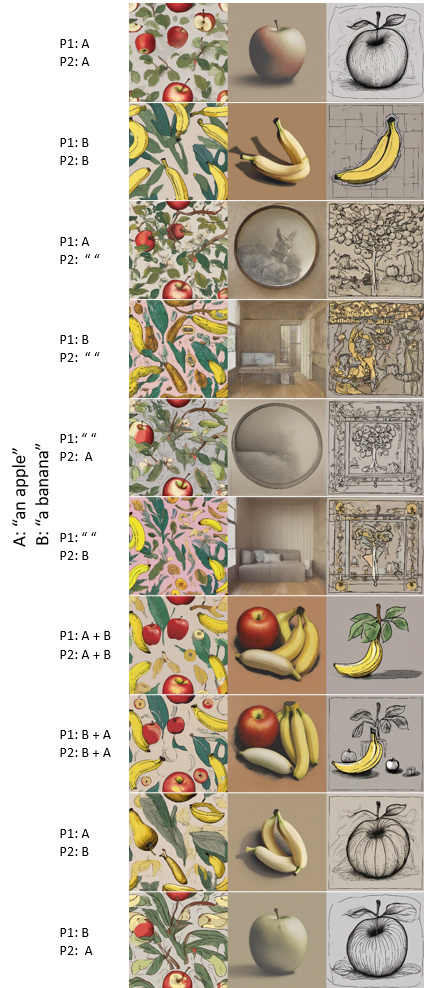 A: “an apple”
B: “a banana”
P1: A
P2: A
P1: B
P2: B
P1: A
P2: “ “
P1: B
P2: “ “
P1: “ “
P2: A
P1: “ “
P2: B
P1: A + B
P2: A + B
P1: B + A
P2: B + A
P1: A
P2: B
P1: B
P2: A